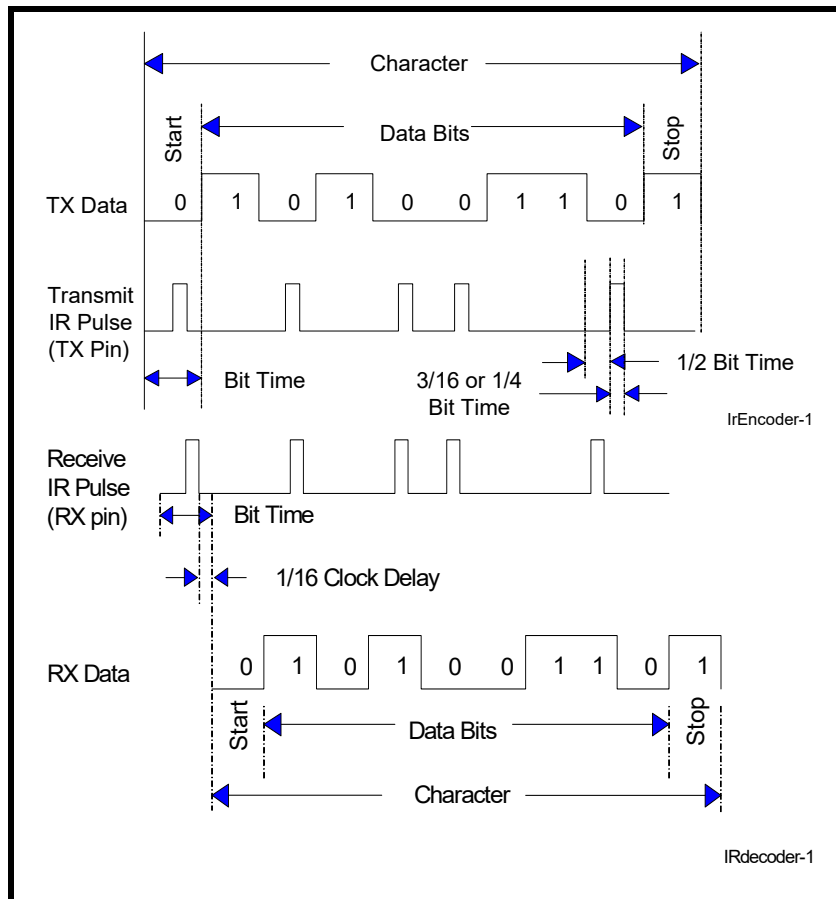 Character
Start
Data Bits
Stop
TX Data
0 1 0 1 0 0 1 1 0 1
Transmit
IR Pulse
(TX Pin)
Bit Time
3/16 or 1/4
Bit Time
1/2 Bit Time
IrEncoder-1
Receive
IR Pulse
(RX pin)
Bit Time
1/16 Clock Delay
RX Data
0 1 0 1 0 0 1 1 0 1
Start
Data Bits
Stop
Character
IRdecoder-1